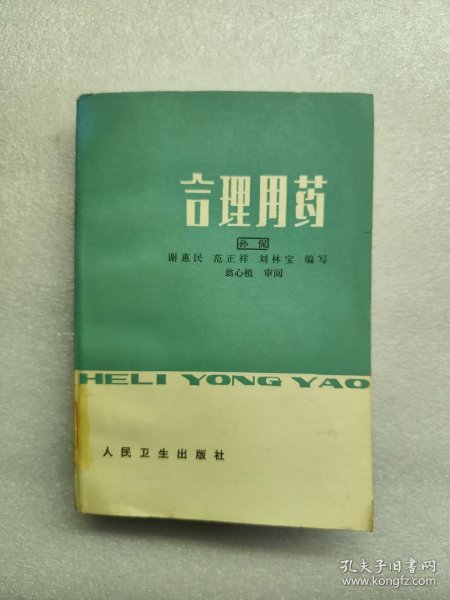 合理用药
孙侃
谢惠民 范正祥 刘林宝 编写
翁心植 审阅
HELI YONG YAO
人民卫生出版社
孔夫子旧书网
www.kongfz.com